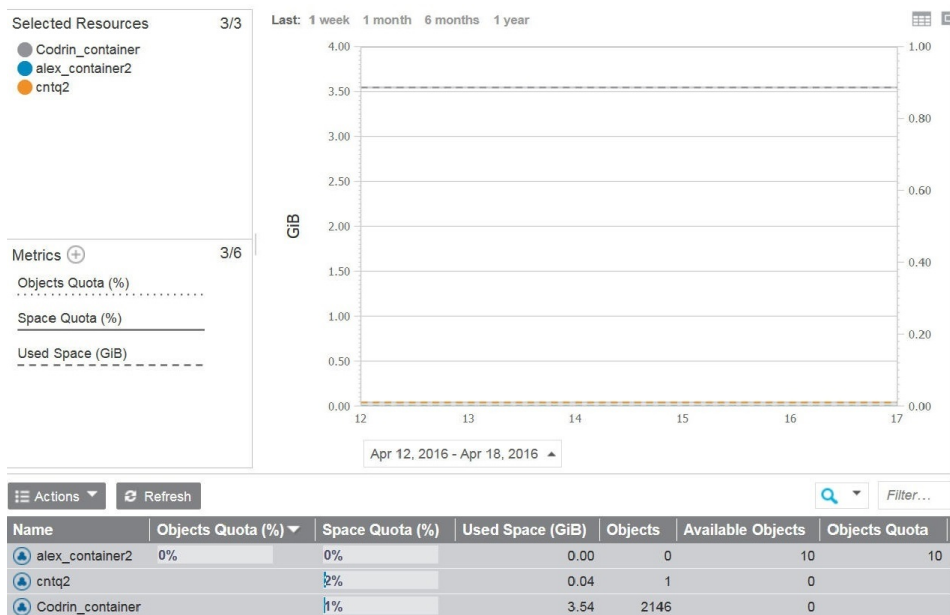 Selected Resources 3/3
Codrin_container
alex_container2
cntq2
Metrics 3/6
Objects Quota (%)
Space Quota (%)
Used Space (GiB)
Last: 1 week 1 month 6 months 1 year
GiB
4.00
3.50
3.00
2.50
2.00
1.50
1.00
0.50
0.00
1.00
0.80
0.60
0.40
0.20
0.00
12 13 14 15 16 17
Apr 12, 2016 - Apr 18, 2016
Actions Refresh Filter...
Name Objects Quota (%) Space Quota (%) Used Space (GiB) Objects Available Objects Objects Quota
alex_container2 0% 0% 0.00 0 10 10
cntq2 2% 0.04 1 0
Codrin_container 1% 3.54 2146 0